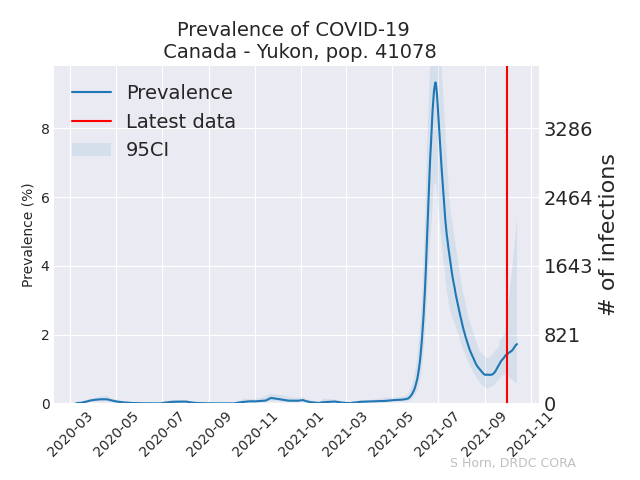 Prevalence of COVID-19
Canada - Yukon, pop. 41078
Prevalence
Latest data
95CI
Prevalence (%)
8
6
4
2
0
3286
2464
1643
821
0
# of infections
2020-03
2020-05
2020-07
2020-09
2020-11
2021-01
2021-03
2021-05
2021-07
2021-09
2021-11
S Horn, DRDC CORA